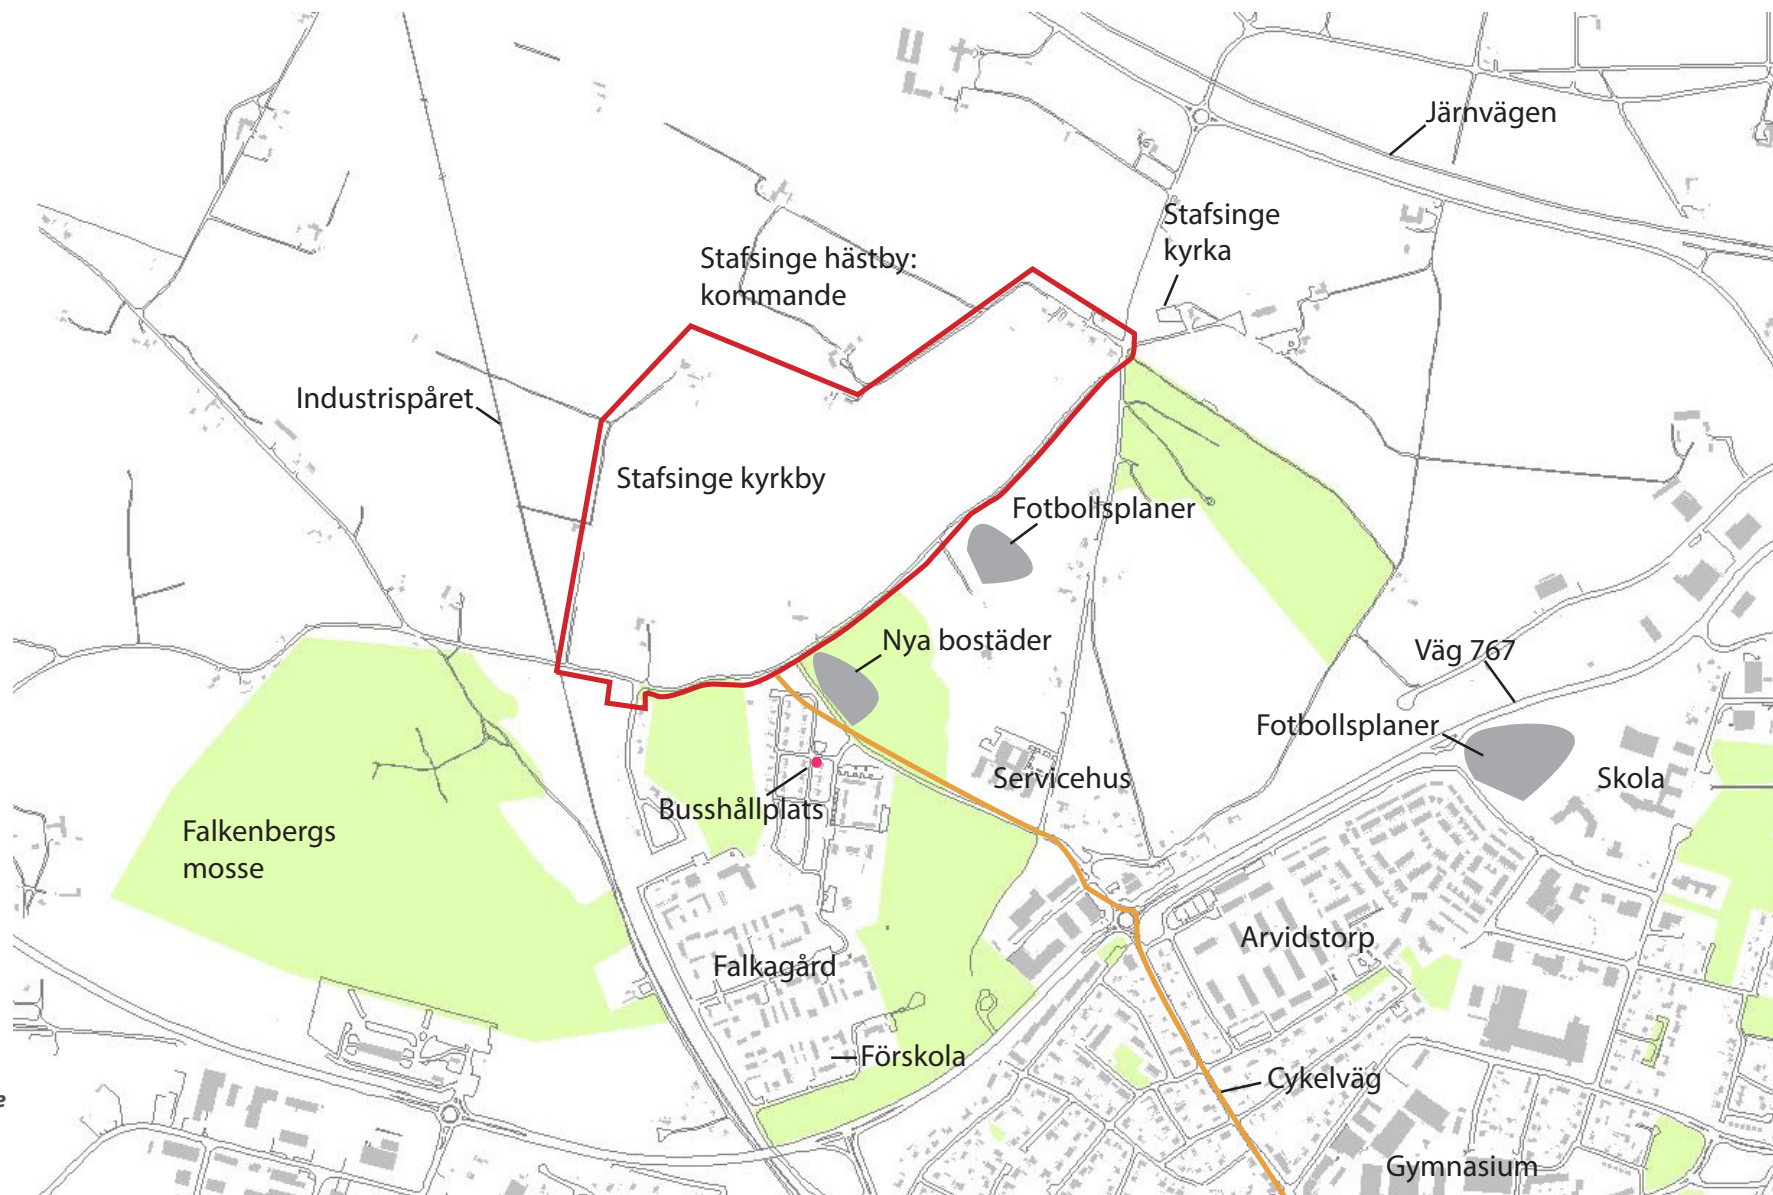 Järnvägen
Stafsinge
kyrka
Stafsinge hästby:
kommande
Industrispåret
Stafsinge kyrkby
Fotbollsplaner
Nya bostäder
Väg 767
Fotbollsplaner
Servicehus
Skola
Busshållplats
Falkenbergs
mosse
Arvidstorp
Falkagård
Förskola
Cykelväg
e
Gymnasium